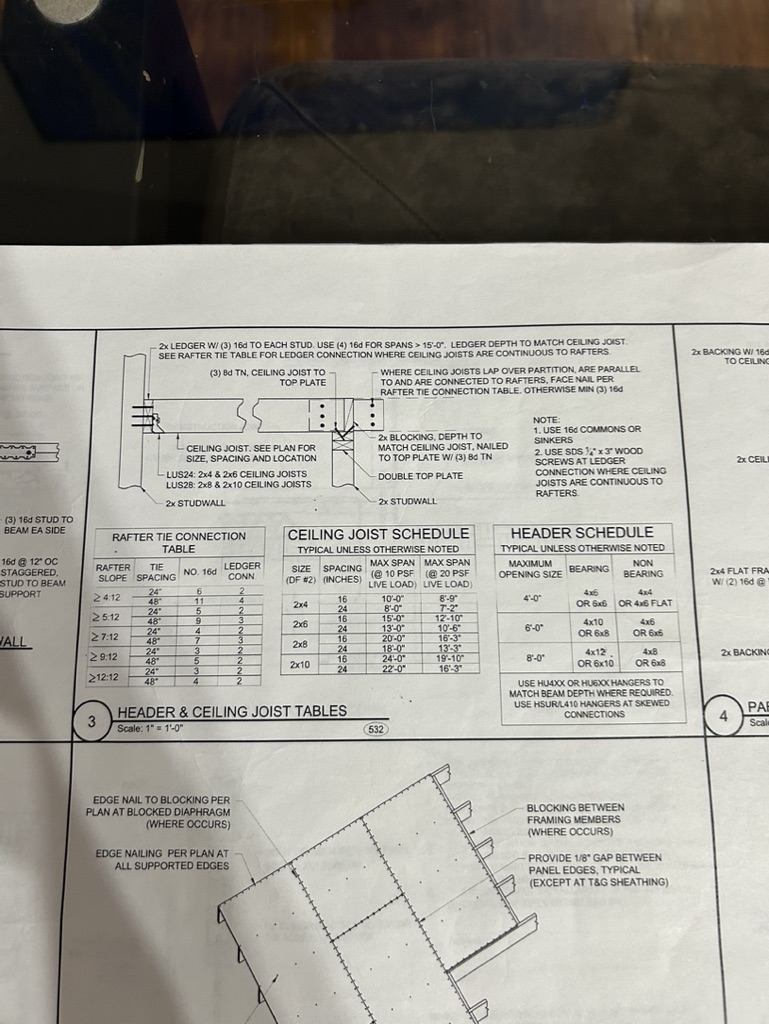 2x LEDGER W/ (3) 16d TO EACH STUD. USE (4) 16d FOR SPANS > 15'-0". LEDGER DEPTH TO MATCH CEILING JOIST.
SEE RAFTER TIE TABLE FOR LEDGER CONNECTION WHERE CEILING JOISTS ARE CONTINUOUS TO RAFTERS.
(3) 8d TN, CEILING JOIST TO
TOP PLATE
WHERE CEILING JOISTS LAP OVER PARTITION, ARE PARALLEL
TO AND ARE CONNECTED TO RAFTERS, FACE NAIL PER
RAFTER TIE CONNECTION TABLE. OTHERWISE MIN (3) 16d
CEILING JOIST. SEE PLAN FOR
SIZE, SPACING AND LOCATION
LUS24: 2x4 & 2x6 CEILING JOISTS
LUS28: 2x8 & 2x10 CEILING JOISTS
2x STUDWALL
2x BLOCKING, DEPTH TO
MATCH CEILING JOIST, NAILED
TO TOP PLATE W/ (3) 8d TN
DOUBLE TOP PLATE
2x STUDWALL
NOTE:
1. USE 16d COMMONS OR
SINKERS
2. USE SDS 1/4" x 3" WOOD
SCREWS AT LEDGER
CONNECTION WHERE CEILING
JOISTS ARE CONTINUOUS TO
RAFTERS.
(3) 16d STUD TO
BEAM EA SIDE
16d @ 12" OC
STAGGERED,
STUD TO BEAM
SUPPORT
RAFTER TIE CONNECTION
TABLE
RAFTER SLOPE TIE SPACING NO. 16d LEDGER CONN
≥ 4:12 24" 6 2
48" 11 4
≥ 5:12 24" 5 2
48" 9 3
≥ 7:12 24" 4 2
48" 7 3
≥ 9:12 24" 3 2
48" 5 2
≥12:12 24" 3 2
48" 4 2
CEILING JOIST SCHEDULE
TYPICAL UNLESS OTHERWISE NOTED
SIZE (DF #2) SPACING (INCHES) MAX SPAN (@ 10 PSF LIVE LOAD) MAX SPAN (@ 20 PSF LIVE LOAD)
2x4 16 10'-0" 8'-9"
24 8'-0" 7'-2"
2x6 16 15'-0" 12'-10"
24 13'-0" 10'-6"
2x8 16 20'-0" 16'-3"
24 18'-0" 13'-3"
2x10 16 24'-0" 19'-10"
24 22'-0" 16'-3"
HEADER SCHEDULE
TYPICAL UNLESS OTHERWISE NOTED
MAXIMUM OPENING SIZE BEARING NON BEARING
4'-0" 4x6 OR 6x6 4x4 OR 4x6 FLAT
6'-0" 4x10 OR 6x8 4x6 OR 6x6
8'-0" 4x12 OR 6x10 4x8 OR 6x8
USE HU4XX OR HU6XX HANGERS TO
MATCH BEAM DEPTH WHERE REQUIRED.
USE HSUR/L410 HANGERS AT SKEWED
CONNECTIONS
3 HEADER & CEILING JOIST TABLES
Scale: 1" = 1'-0" 532
2x BACKING W/ 16d
TO CEILING
2x CEIL
2x4 FLAT FRA
W/ (2) 16d @
2x BACKING
4
EDGE NAIL TO BLOCKING PER
PLAN AT BLOCKED DIAPHRAGM
(WHERE OCCURS)
EDGE NAILING PER PLAN AT
ALL SUPPORTED EDGES
BLOCKING BETWEEN
FRAMING MEMBERS
(WHERE OCCURS)
PROVIDE 1/8" GAP BETWEEN
PANEL EDGES, TYPICAL
(EXCEPT AT T&G SHEATHING)